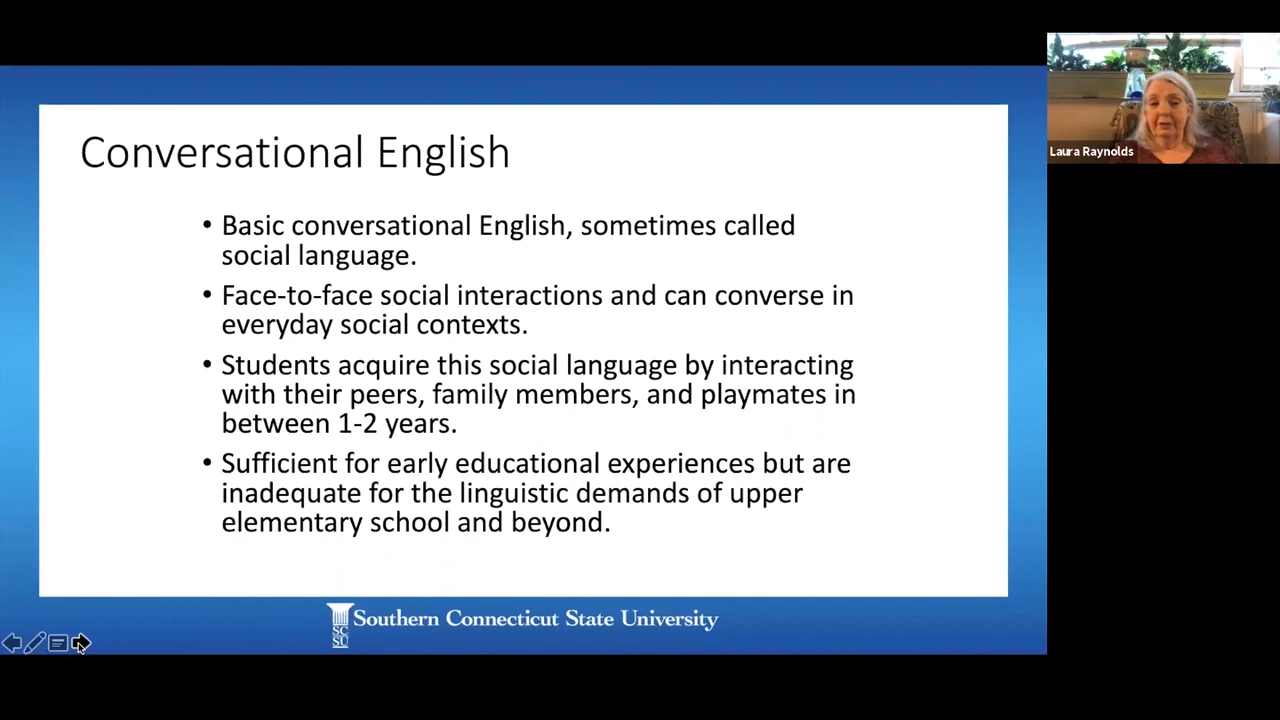 Conversational English
• Basic conversational English, sometimes called
social language.
• Face-to-face social interactions and can converse in
everyday social contexts.
• Students acquire this social language by interacting
with their peers, family members, and playmates in
between 1-2 years.
• Sufficient for early educational experiences but are
inadequate for the linguistic demands of upper
elementary school and beyond.
SC
SC
Southern Connecticut State University
Laura Raynolds